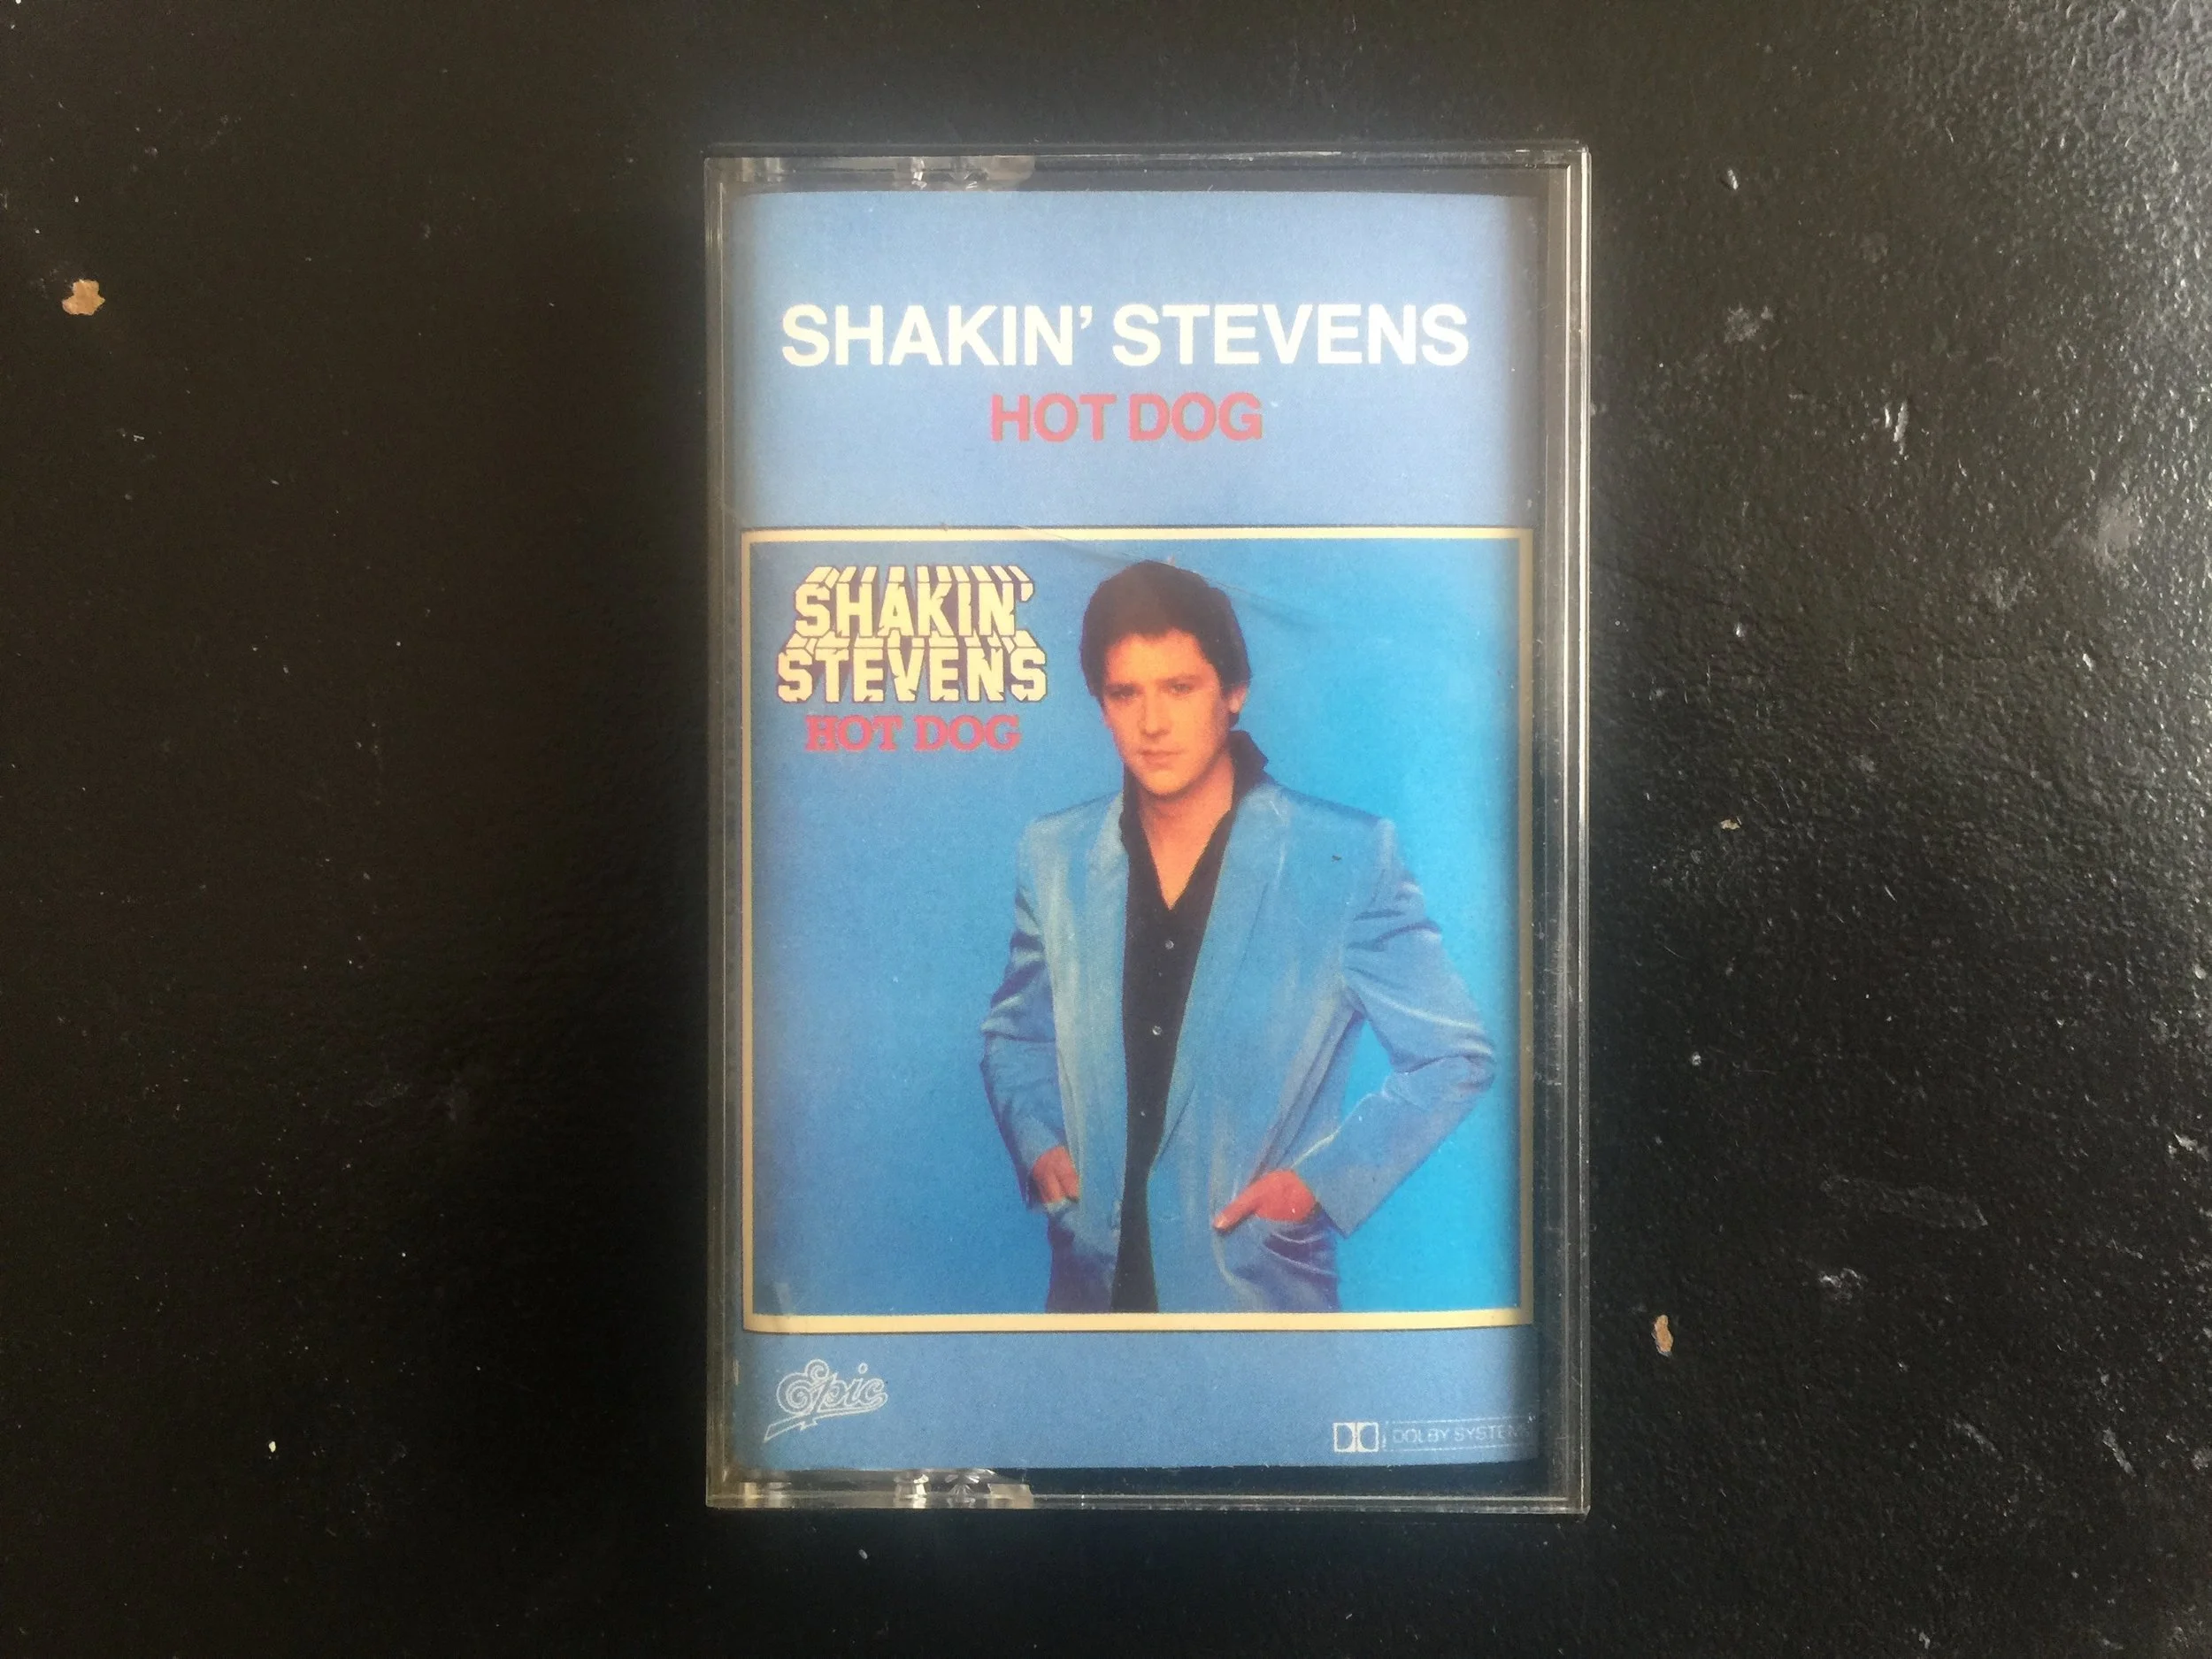 SHAKIN' STEVENS
HOT DOG
SHAKIN'
STEVENS
HOT DOG
Epic
DOLBY SYSTEM